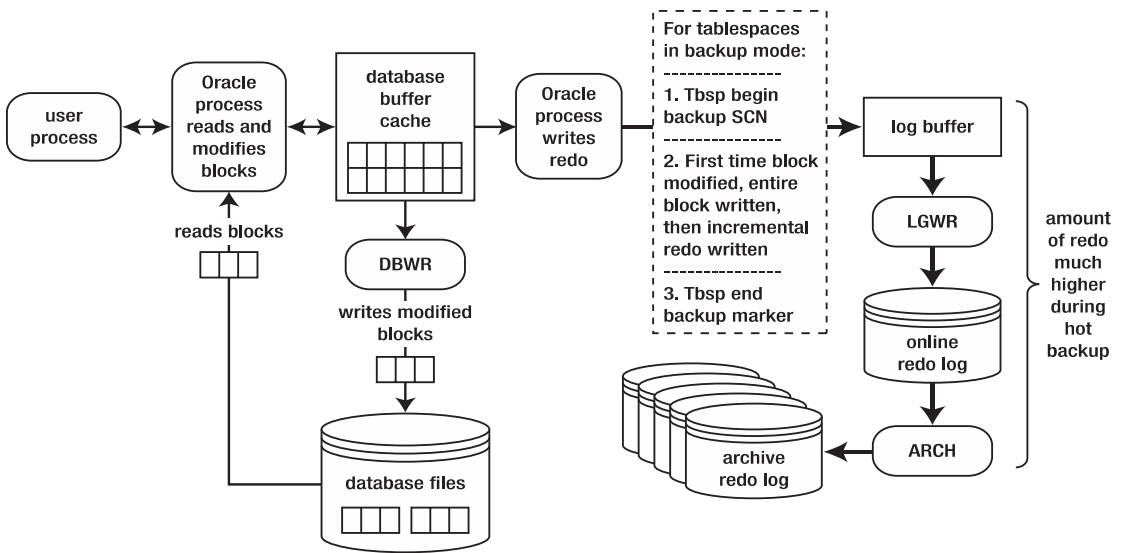 user
process
Oracle
process
reads and
modifies
blocks
reads blocks
database
buffer
cache
DBWR
writes modified
blocks
database files
Oracle
process
writes
redo
For tablespaces
in backup mode:
----------------
1. Tbsp begin
backup SCN
----------------
2. First time block
modified, entire
block written,
then incremental
redo written
----------------
3. Tbsp end
backup marker
log buffer
LGWR
online
redo log
ARCH
archive
redo log
amount
of redo
much
higher
during
hot
backup